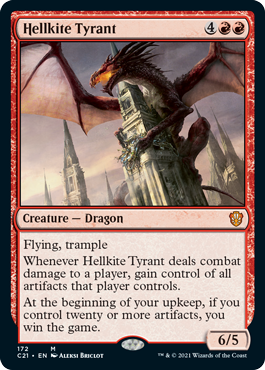 Hellkite Tyrant 4
Creature — Dragon
Flying, trample
Whenever Hellkite Tyrant deals combat
damage to a player, gain control of all
artifacts that player controls.
At the beginning of your upkeep, if you
control twenty or more artifacts, you
win the game.
6/5
172 M
C21 • EN ALEKSI BRICLOT ™ & © 2021 Wizards of the Coast